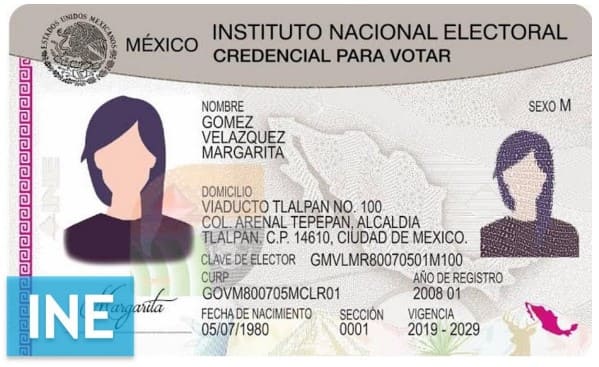 ESTADOS UNIDOS MEXICANOS
MÉXICO
INSTITUTO NACIONAL ELECTORAL
CREDENCIAL PARA VOTAR
NOMBRE
GOMEZ
VELAZQUEZ
MARGARITA
SEXO M
DOMICILIO
VIADUCTO TLALPAN NO. 100
COL. ARENAL TEPEPAN, ALCALDIA
TLALPAN. C.P. 14610, CIUDAD DE MEXICO.
CLAVE DE ELECTOR GMVLMR80070501M100
CURP
GOVM800705MCLR01
AÑO DE REGISTRO
2008 01
FECHA DE NACIMIENTO
05/07/1980
SECCIÓN
0001
VIGENCIA
2019 - 2029
Margarita
INE